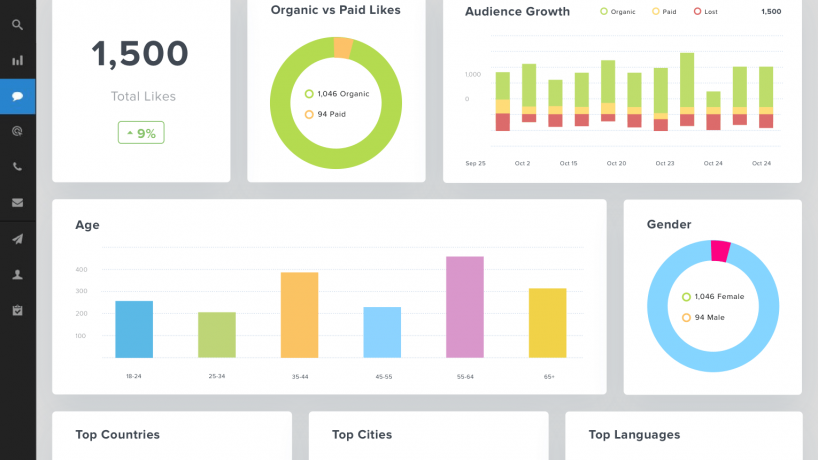 1,500
Total Likes
9%
Organic vs Paid Likes
1,046 Organic
94 Paid
Audience Growth
Organic Paid Lost 1,500
1,000
0
Sep 25 Oct 2 Oct 15 Oct 20 Oct 23 Oct 24 Oct 24
Age
400
300
200
100
18-24 25-34 35-44 45-55 55-64 65+
Gender
1,046 Female
94 Male
Top Countries
Top Cities
Top Languages